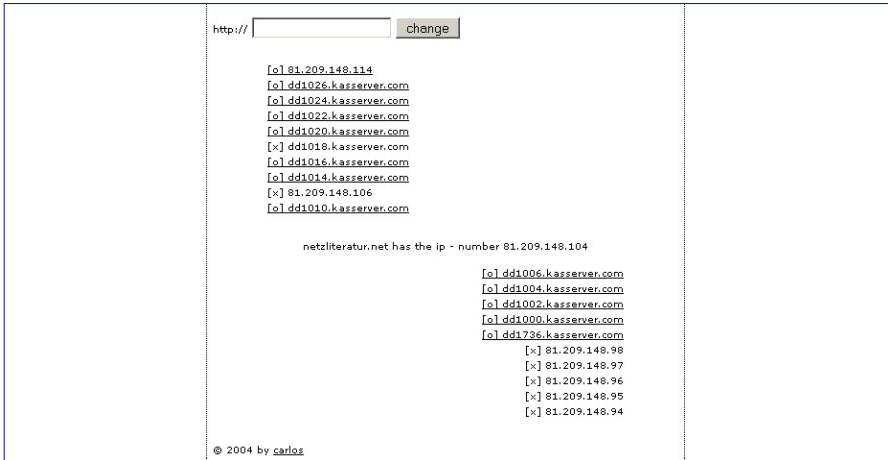 http:// change
[o] 81.209.148.114
[o] dd1026.kasserver.com
[o] dd1024.kasserver.com
[o] dd1022.kasserver.com
[o] dd1020.kasserver.com
[x] dd1018.kasserver.com
[o] dd1016.kasserver.com
[o] dd1014.kasserver.com
[x] 81.209.148.106
[o] dd1010.kasserver.com
netzliteratur.net has the ip - number 81.209.148.104
[o] dd1006.kasserver.com
[o] dd1004.kasserver.com
[o] dd1002.kasserver.com
[o] dd1000.kasserver.com
[o] dd1736.kasserver.com
[x] 81.209.148.98
[x] 81.209.148.97
[x] 81.209.148.96
[x] 81.209.148.95
[x] 81.209.148.94
© 2004 by carlos